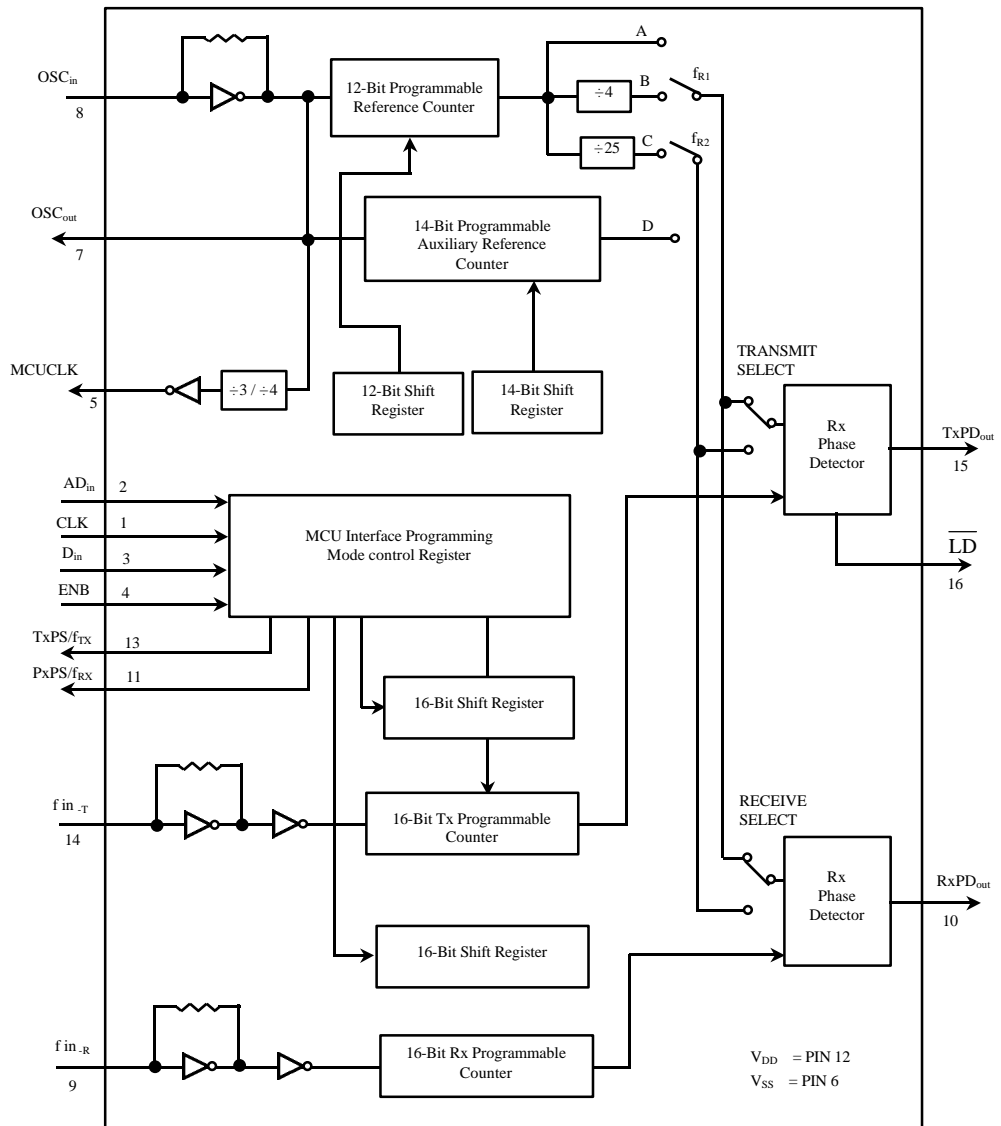 A
OSCin
8
12-Bit Programmable
Reference Counter
÷4
B
fR1
÷25
C
fR2
OSCout
7
14-Bit Programmable
Auxiliary Reference
Counter
D
MCUCLK
5
÷3 / ÷4
12-Bit Shift
Register
14-Bit Shift
Register
TRANSMIT
SELECT
Rx
Phase
Detector
TxPDout
15
LD
16
ADin
2
CLK
1
Din
3
ENB
4
MCU Interface Programming
Mode control Register
TxPS/fTX
13
PxPS/fRX
11
16-Bit Shift Register
f in -T
14
16-Bit Tx Programmable
Counter
RECEIVE
SELECT
Rx
Phase
Detector
RxPDout
10
16-Bit Shift Register
f in -R
9
16-Bit Rx Programmable
Counter
VDD = PIN 12
VSS = PIN 6